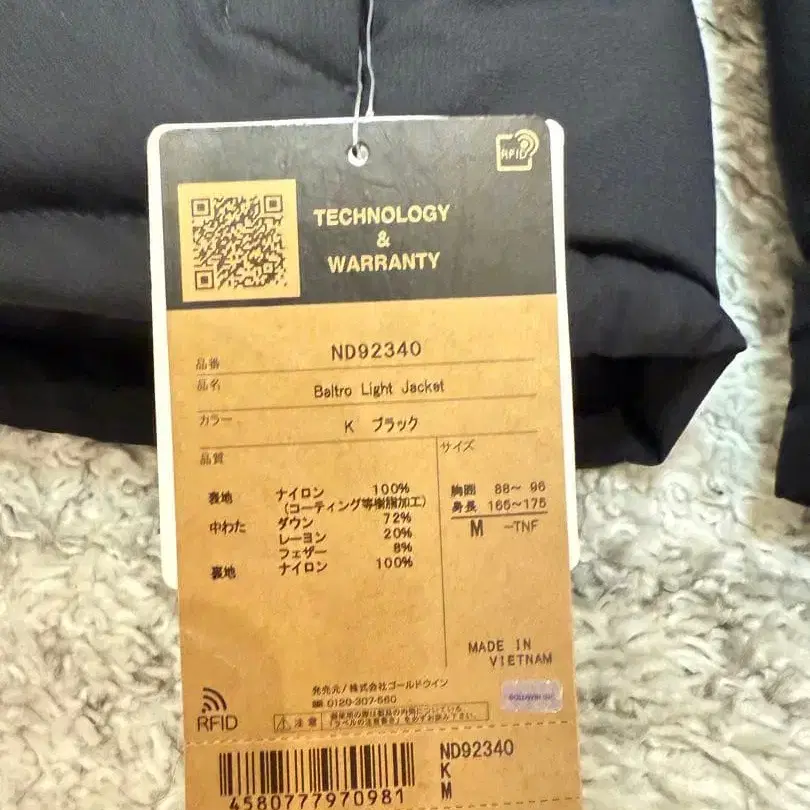 RFID
TECHNOLOGY
&
WARRANTY
品番 ND92340
品名 Baltro Light Jacket
カラー K ブラック
品質
サイズ
表地 ナイロン 100%
(コーティング等樹脂加工)
中わた ダウン 72%
レーヨン 20%
フェザー 8%
裏地 ナイロン 100%
胸囲 88~ 96
身長 165~175
M -TNF
MADE IN
VIETNAM
発売元/株式会社ゴールドウイン
0120-307-560
RFID
注意
ND92340
K
M
4580777970981